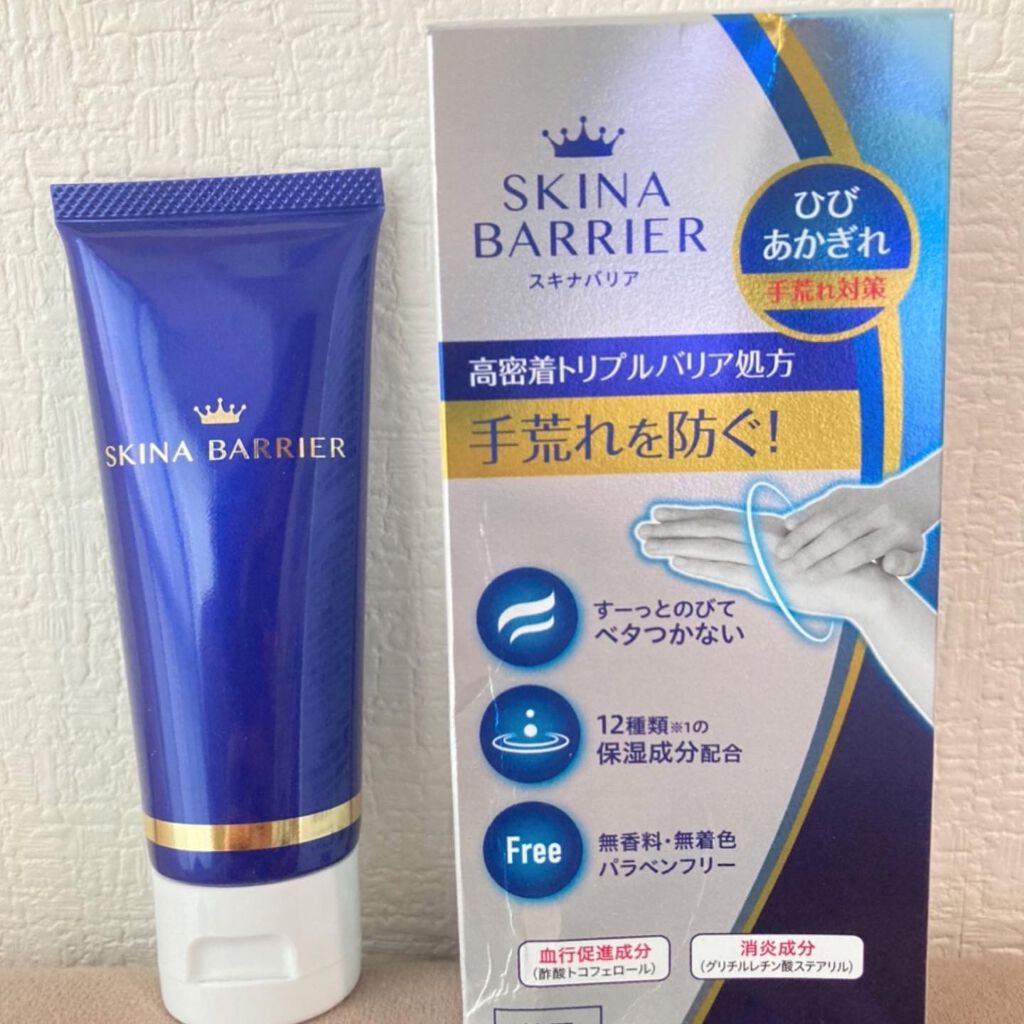 SKINA BARRIER
SKINA
BARRIER
スキナバリア
ひび
あかぎれ
手荒れ対策
高密着トリプルバリア処方
手荒れを防ぐ!
すーっとのびて
ベタつかない
12種類※1の
保湿成分配合
Free
無香料・無着色
パラベンフリー
血行促進成分
(酢酸トコフェロール)
消炎成分
(グリチルレチン酸ステアリル)